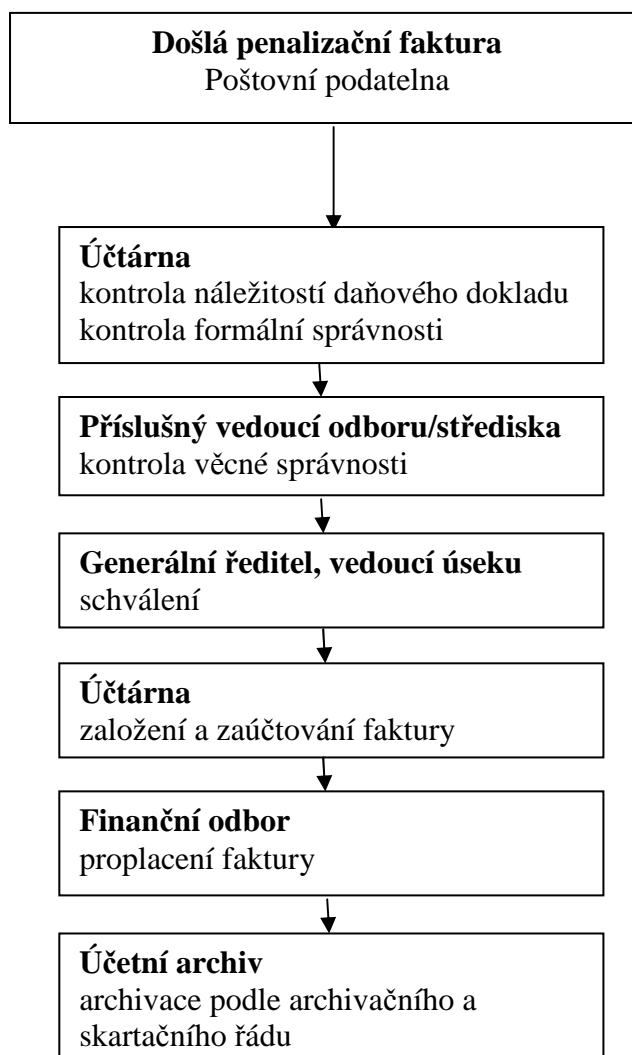 Došlá penalizační faktura
Poštovní podatelna
Účtárna
kontrola náležitostí daňového dokladu
kontrola formální správnosti
Příslušný vedoucí odboru/střediska
kontrola věcné správnosti
Generální ředitel, vedoucí úseku
schválení
Účtárna
založení a zaúčtování faktury
Finanční odbor
proplacení faktury
Účetní archiv
archivace podle archivačního a
skartačního řádu